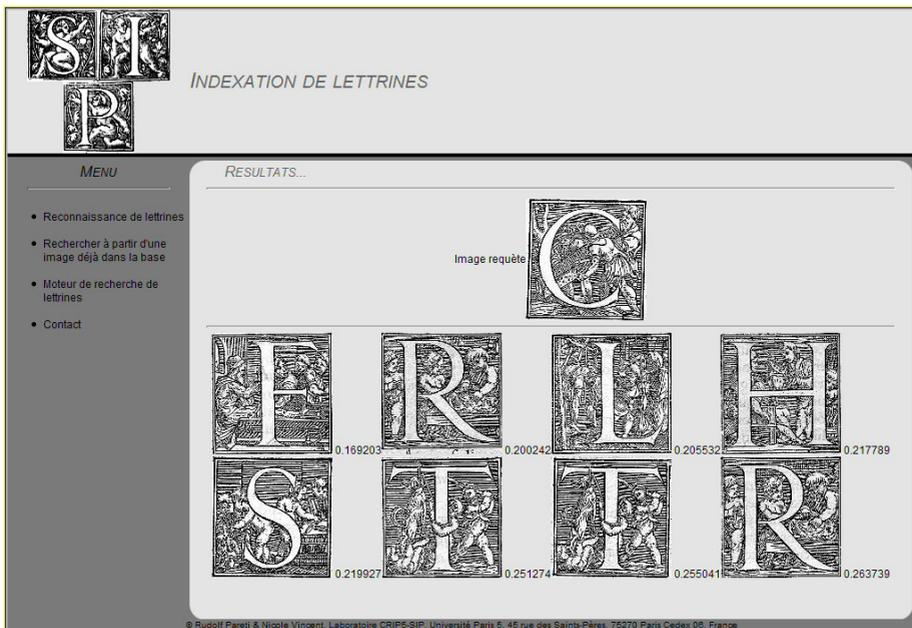 S I
R
INDEXATION DE LETTRINES
MENU
RESULTATS...
Reconnaissance de lettrines
Rechercher à partir d'une
image déjà dans la base
Moteur de recherche de
lettrines
Contact
Image requète
C
F 0.169203 R 0.200242 L 0.205532 H 0.217789
S 0.219927 T 0.251274 T 0.255041 R 0.263739
© Rudolf Pareti & Nicole Vincent, Laboratoire CRIP5-SIP, Université Paris 5, 45 rue des Saints-Pères, 75270 Paris Cedex 06, France